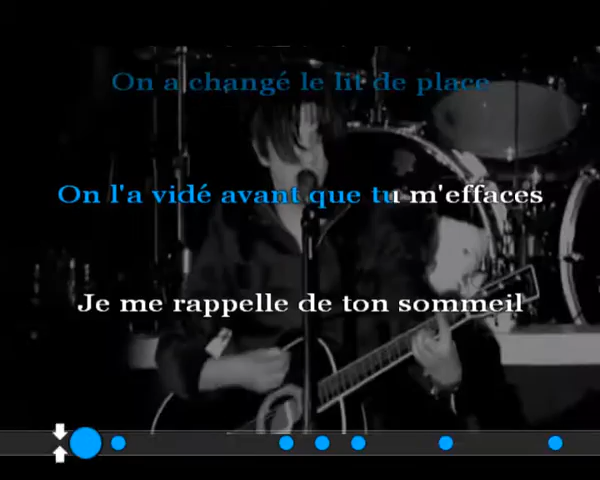 On a changé le lit de place
On l'a vidé avant que tu m'effaces
Je me rappelle de ton sommeil